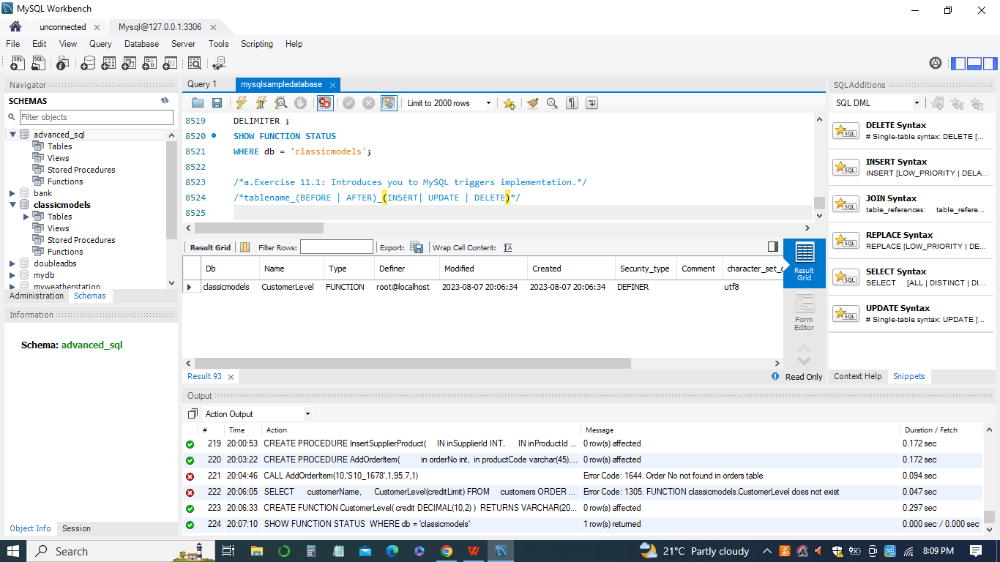 MySQL Workbench
unconnected
Mysql@127.0.0.1:3306
File Edit View Query Database Server Tools Scripting Help
Navigator
SCHEMAS
Filter objects
advanced_sql
Tables
Views
Stored Procedures
Functions
bank
classicmodels
Tables
Views
Stored Procedures
Functions
doubleadbs
mydb
myweatherstation
Administration Schemas
Information
Schema: advanced_sql
Object Info Session
Query 1 mysqlsampledatabase
Limit to 2000 rows
8519 DELIMITER ;
8520 SHOW FUNCTION STATUS
8521 WHERE db = 'classicmodels';
8522
8523 /*a.Exercise 11.1: Introduces you to MySQL triggers implementation.*/
8524 /*tablename_(BEFORE | AFTER)_(INSERT| UPDATE | DELETE)*/
8525
Result Grid Filter Rows: Export: Wrap Cell Content:
Db Name Type Definer Modified Created Security_type Comment character_set_c
classicmodels CustomerLevel FUNCTION root@localhost 2023-08-07 20:06:34 2023-08-07 20:06:34 DEFINER utf8
Result
Grid
Form
Editor
Result 93
Read Only
SQLAdditions
SQL DML
DELETE Syntax
# Single-table syntax: DELETE [...
INSERT Syntax
INSERT [LOW_PRIORITY | DELA...
JOIN Syntax
table_references: table_refere...
REPLACE Syntax
REPLACE [LOW_PRIORITY | DE...
SELECT Syntax
SELECT [ALL | DISTINCT | DI...
UPDATE Syntax
# Single-table syntax: UPDATE [...
Context Help Snippets
Output
Action Output
# Time Action Message Duration / Fetch
219 20:00:53 CREATE PROCEDURE InsertSupplierProduct( IN inSupplierId INT, IN inProductId ... 0 row(s) affected 0.172 sec
220 20:03:22 CREATE PROCEDURE AddOrderItem( in orderNo int, in productCode varchar(45),... 0 row(s) affected 0.172 sec
221 20:04:46 CALL AddOrderItem(10,'S10_1678',1,95.7,1) Error Code: 1644. Order No not found in orders table 0.094 sec
222 20:06:05 SELECT customerName, CustomerLevel(creditLimit) FROM customers ORDER ... Error Code: 1305. FUNCTION classicmodels.CustomerLevel does not exist 0.047 sec
223 20:06:33 CREATE FUNCTION CustomerLevel( credit DECIMAL(10,2) ) RETURNS VARCHAR(20... 0 row(s) affected 0.297 sec
224 20:07:10 SHOW FUNCTION STATUS WHERE db = 'classicmodels' 1 row(s) returned 0.000 sec / 0.000 sec
Search
21°C Partly cloudy
8:09 PM